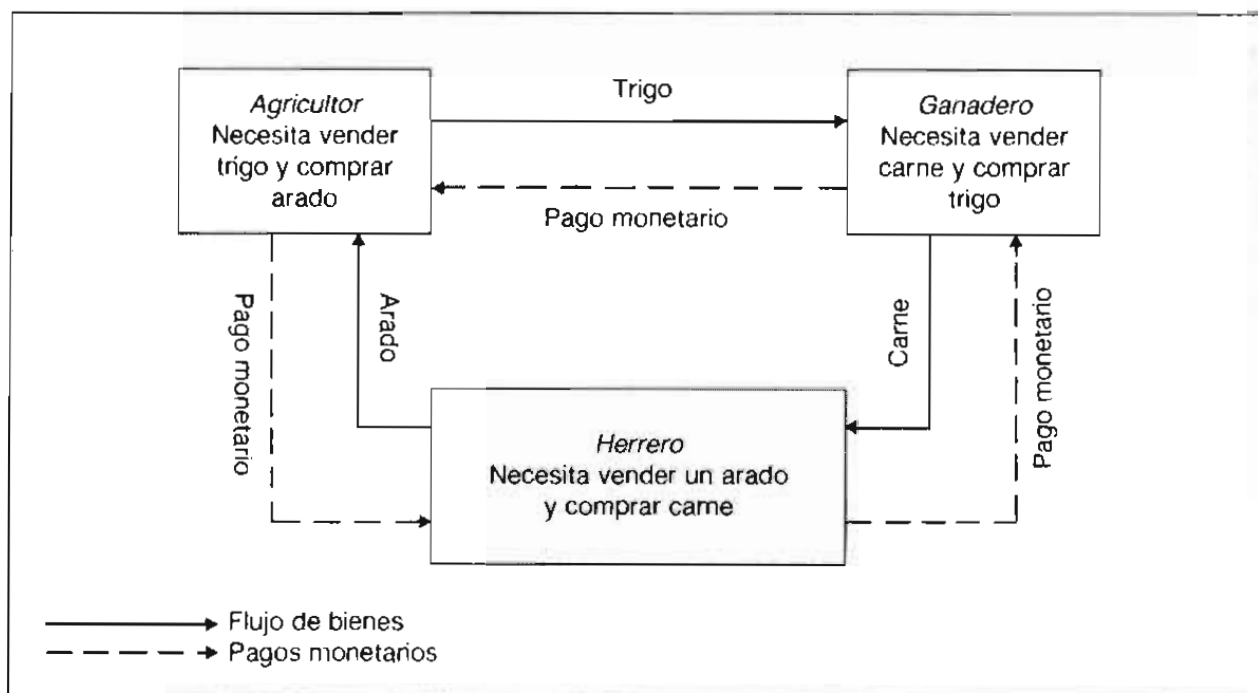 Agricultor
Necesita vender
trigo y comprar
arado
Trigo
Ganadero
Necesita vender
carne y comprar
trigo
Pago monetario
Pago monetario
Arado
Carne
Pago monetario
Herrero
Necesita vender un arado
y comprar carne
Flujo de bienes
Pagos monetarios